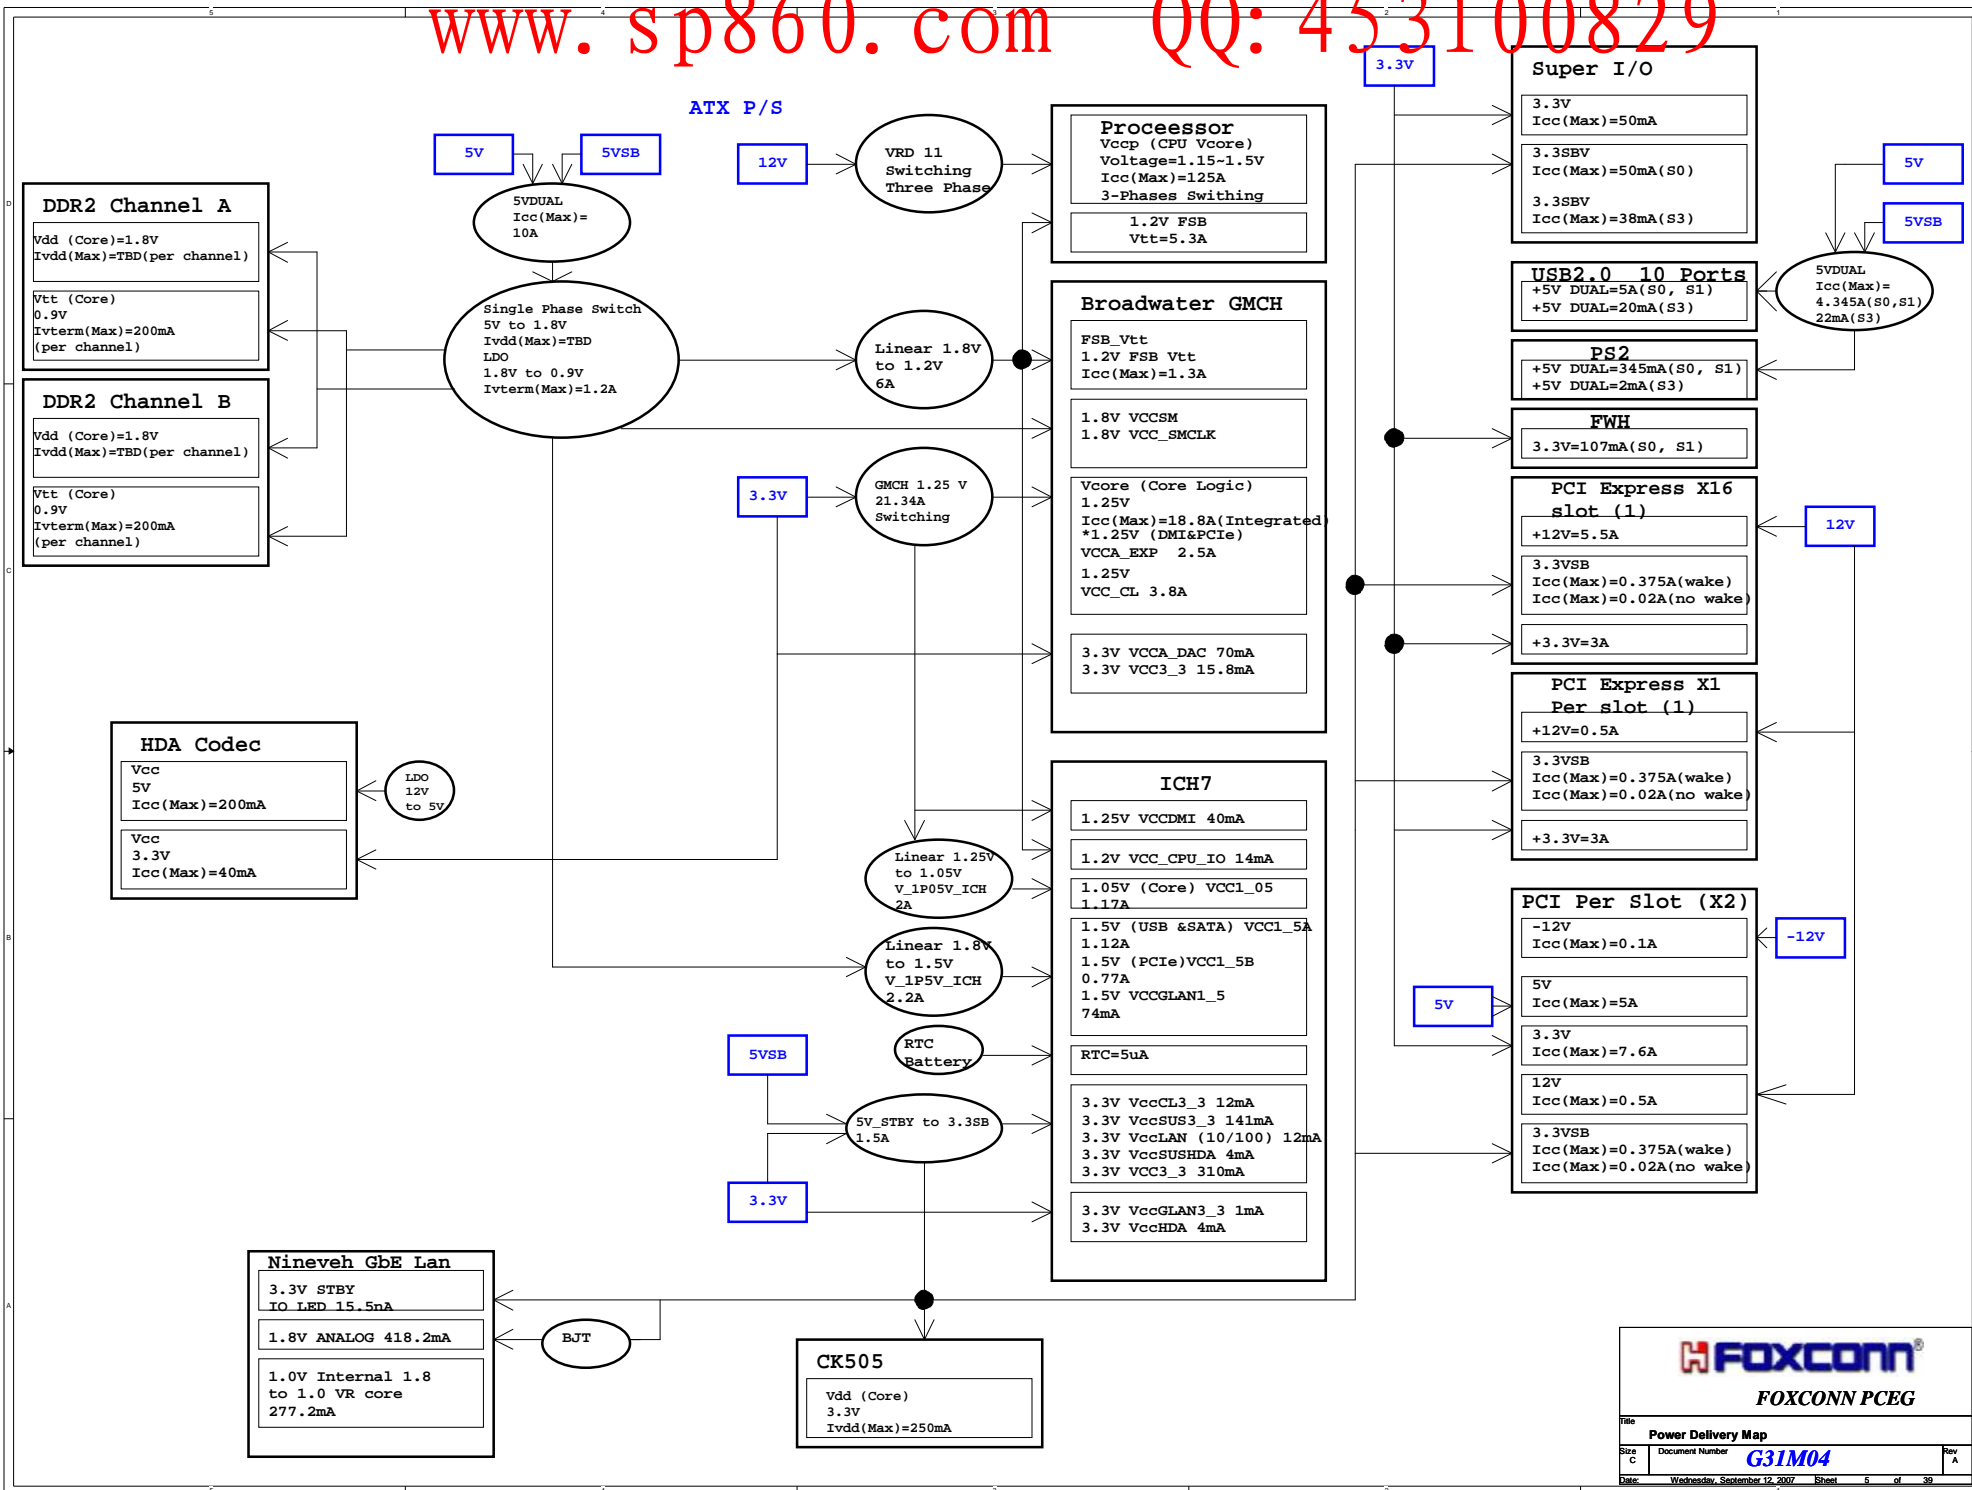 www.sp860.com QQ:453100829
ATX P/S
5V
5VSB
5VDUAL
Icc(Max)=
10A
12V
VRD 11
Switching
Three Phase
Proceessor
Vccp (CPU Vcore)
Voltage=1.15~1.5V
Icc(Max)=125A
3-Phases Swithing
1.2V FSB
Vtt=5.3A
DDR2 Channel A
Vdd (Core)=1.8V
Ivdd(Max)=TBD(per channel)
Vtt (Core)
0.9V
Ivterm(Max)=200mA
(per channel)
DDR2 Channel B
Vdd (Core)=1.8V
Ivdd(Max)=TBD(per channel)
Vtt (Core)
0.9V
Ivterm(Max)=200mA
(per channel)
Single Phase Switch
5V to 1.8V
Ivdd(Max)=TBD
LDO
1.8V to 0.9V
Ivterm(Max)=1.2A
Linear 1.8V
to 1.2V
6A
3.3V
GMCH 1.25 V
21.34A
Switching
Broadwater GMCH
FSB_Vtt
1.2V FSB Vtt
Icc(Max)=1.3A
1.8V VCCSM
1.8V VCC_SMCLK
Vcore (Core Logic)
1.25V
Icc(Max)=18.8A(Integrated)
*1.25V (DMI&PCIe)
VCCA_EXP 2.5A
1.25V
VCC_CL 3.8A
3.3V VCCA_DAC 70mA
3.3V VCC3_3 15.8mA
HDA Codec
Vcc
5V
Icc(Max)=200mA
Vcc
3.3V
Icc(Max)=40mA
LDO
12V
to 5V
Linear 1.25V
to 1.05V
V_1P05V_ICH
2A
Linear 1.8V
to 1.5V
V_1P5V_ICH
2.2A
RTC
Battery
5VSB
5V_STBY to 3.3SB
1.5A
3.3V
ICH7
1.25V VCCDMI 40mA
1.2V VCC_CPU_IO 14mA
1.05V (Core) VCC1_05
1.17A
1.5V (USB &SATA) VCC1_5A
1.12A
1.5V (PCIe)VCC1_5B
0.77A
1.5V VCCGLAN1_5
74mA
RTC=5uA
3.3V VccCL3_3 12mA
3.3V VccSUS3_3 141mA
3.3V VccLAN (10/100) 12mA
3.3V VccSUSHDA 4mA
3.3V VCC3_3 310mA
3.3V VccGLAN3_3 1mA
3.3V VccHDA 4mA
Nineveh GbE Lan
3.3V STBY
IO LED 15.5nA
1.8V ANALOG 418.2mA
1.0V Internal 1.8
to 1.0 VR core
277.2mA
BJT
CK505
Vdd (Core)
3.3V
Ivdd(Max)=250mA
3.3V
Super I/O
3.3V
Icc(Max)=50mA
3.3SBV
Icc(Max)=50mA(S0)
3.3SBV
Icc(Max)=38mA(S3)
5V
5VSB
5VDUAL
Icc(Max)=
4.345A(S0,S1)
22mA(S3)
USB2.0 10 Ports
+5V DUAL=5A(S0, S1)
+5V DUAL=20mA(S3)
PS2
+5V DUAL=345mA(S0, S1)
+5V DUAL=2mA(S3)
FWH
3.3V=107mA(S0, S1)
PCI Express X16
slot (1)
+12V=5.5A
3.3VSB
Icc(Max)=0.375A(wake)
Icc(Max)=0.02A(no wake)
+3.3V=3A
12V
PCI Express X1
Per slot (1)
+12V=0.5A
3.3VSB
Icc(Max)=0.375A(wake)
Icc(Max)=0.02A(no wake)
+3.3V=3A
PCI Per Slot (X2)
-12V
Icc(Max)=0.1A
-12V
5V
Icc(Max)=5A
5V
3.3V
Icc(Max)=7.6A
12V
Icc(Max)=0.5A
3.3VSB
Icc(Max)=0.375A(wake)
Icc(Max)=0.02A(no wake)
FOXCONN®
FOXCONN PCEG
Title
Power Delivery Map
Size
C
Document Number
G31M04
Rev
A
Date: Wednesday, September 12, 2007 Sheet 5 of 39